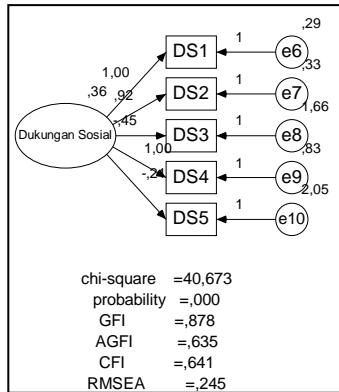 ,29
1
1,00
DS1
e6
,36
,92
,33
1
DS2
e7
-,45
1,66
1
Dukungan Sosial
DS3
e8
1,00
,83
1
DS4
e9
2,05
1
DS5
e10
chi-square =40,673
probability =,000
GFI =,878
AGFI =,635
CFI =,641
RMSEA =,245